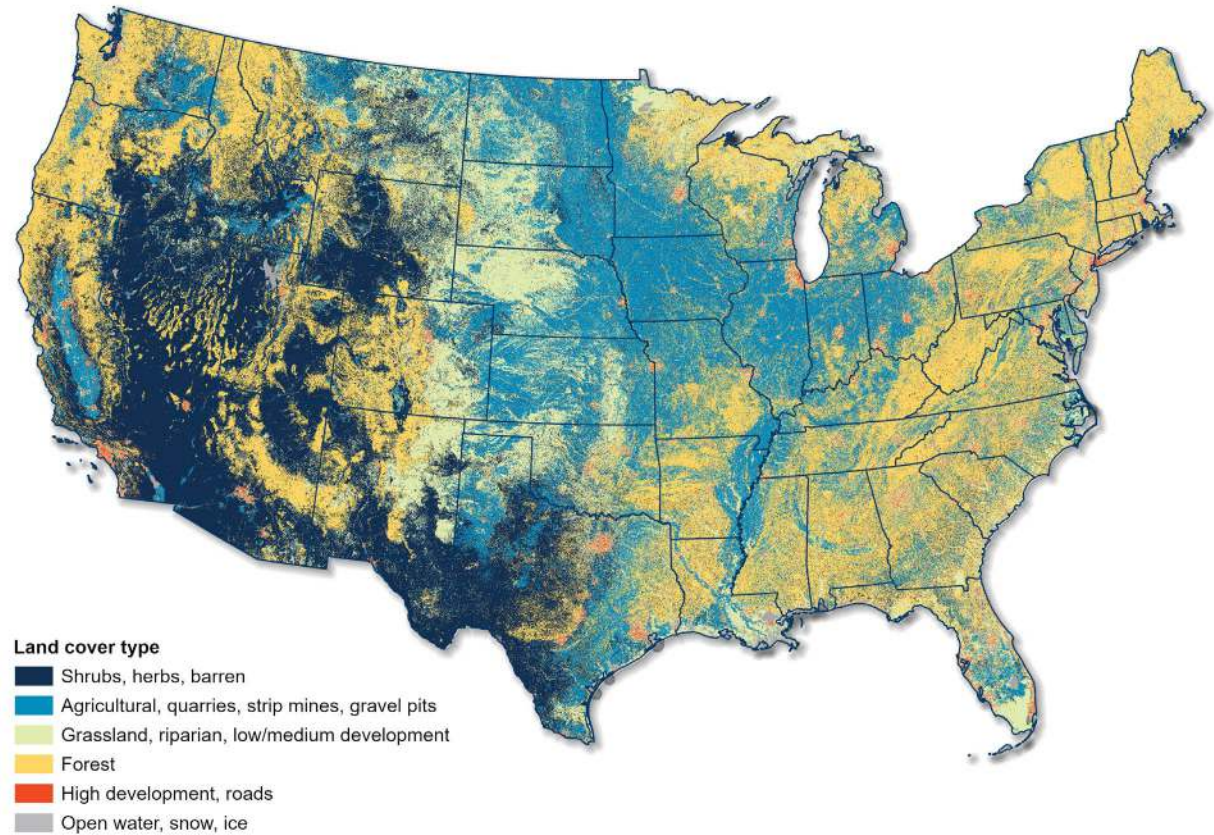 Land cover type
Shrubs, herbs, barren
Agricultural, quarries, strip mines, gravel pits
Grassland, riparian, low/medium development
Forest
High development, roads
Open water, snow, ice